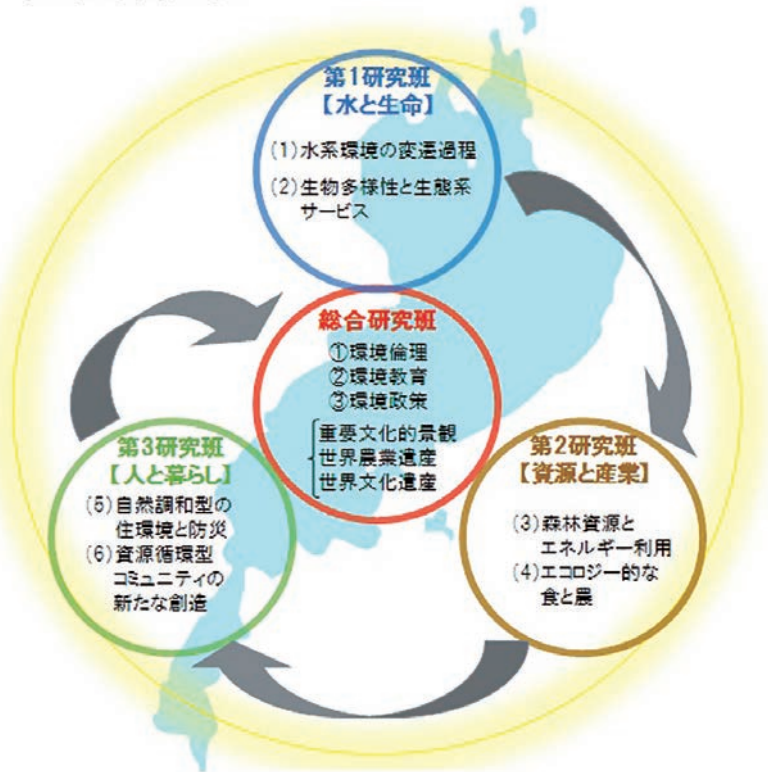 第1研究班
【水と生命】
(1)水系環境の変遷過程
(2)生物多様性と生態系
サービス
総合研究班
①環境倫理
②環境教育
③環境政策
重要文化的景観
世界農業遺産
世界文化遺産
第2研究班
【資源と産業】
(3)森林資源と
エネルギー利用
(4)エコロジー的な
食と農
第3研究班
【人と暮らし】
(5)自然調和型の
住環境と防災
(6)資源循環型
コミュニティの
新たな創造